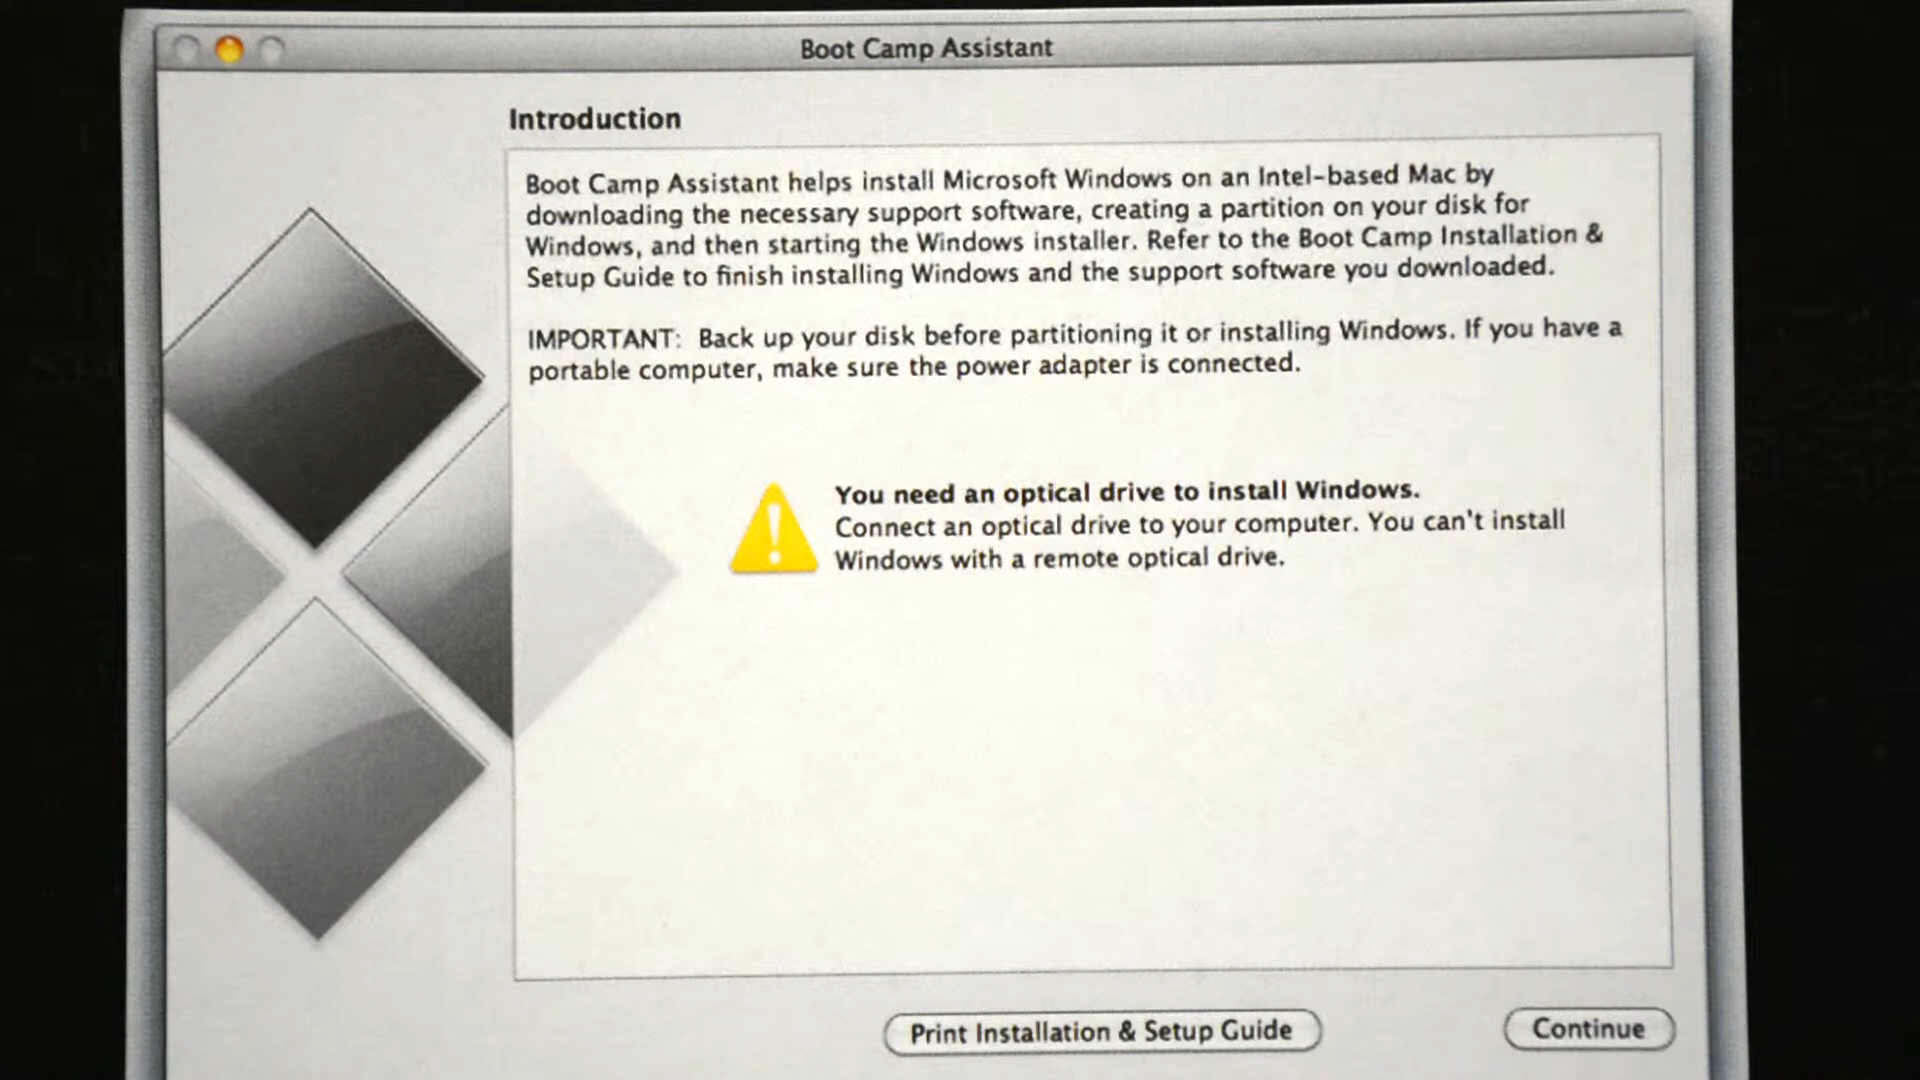 Boot Camp Assistant
Introduction
Boot Camp Assistant helps install Microsoft Windows on an Intel-based Mac by
downloading the necessary support software, creating a partition on your disk for
Windows, and then starting the Windows installer. Refer to the Boot Camp Installation &
Setup Guide to finish installing Windows and the support software you downloaded.
IMPORTANT: Back up your disk before partitioning it or installing Windows. If you have a
portable computer, make sure the power adapter is connected.
You need an optical drive to install Windows.
Connect an optical drive to your computer. You can't install
Windows with a remote optical drive.
Print Installation & Setup Guide
Continue